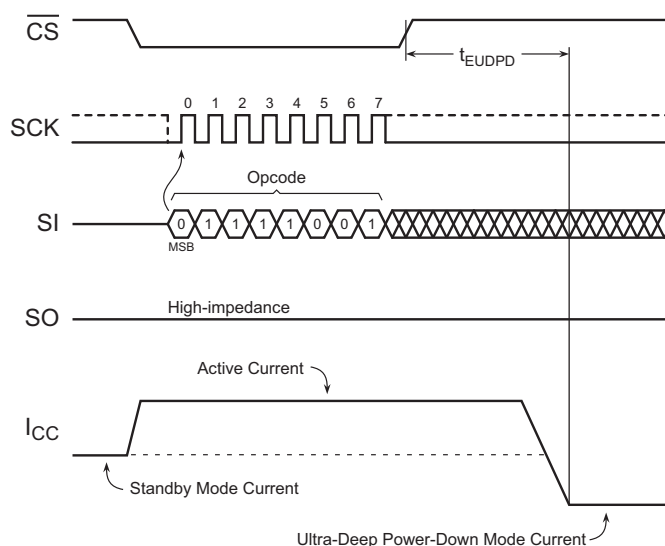 CS
tEUDPD
0 1 2 3 4 5 6 7
SCK
Opcode
SI
0 1 1 1 1 0 0 1
MSB
SO
High-impedance
Active Current
ICC
Standby Mode Current
Ultra-Deep Power-Down Mode Current